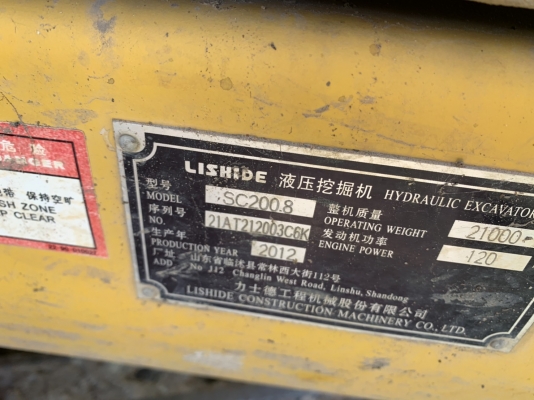 危 险
地带 保持空旷
SH ZONE
P CLEAR
LISHIDE 液压挖掘机 HYDRAULIC EXCAVATOR
型号
MODEL SC200.8
整机质量
OPERATING WEIGHT 21000
序列号
NO. 21AT212003C6K
发动机功率
ENGINE POWER 120
生产年
PRODUCTION YEAR 2012
厂址 山东省临沭县常林西大街112号
ADD No 112 Changlin West Road, Linshu, Shandong
力士德工程机械股份有限公司
LISHIDE CONSTRUCTION MACHINERY CO., LTD.